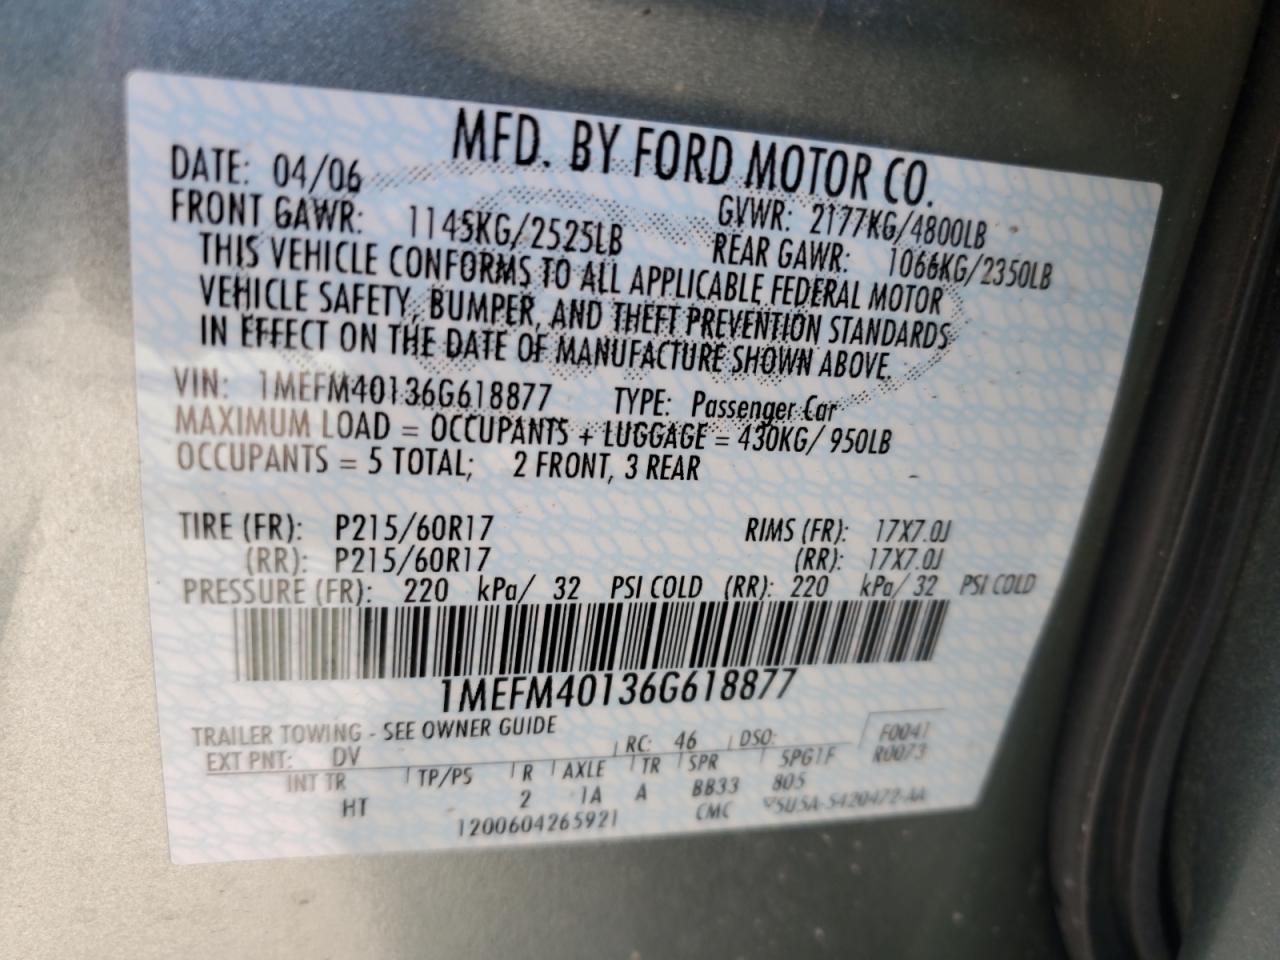 MFD. BY FORD MOTOR CO.
DATE: 04/06 GVWR: 2177KG/4800LB
FRONT GAWR: 1145KG/2525LB REAR GAWR: 1066KG/2350LB
THIS VEHICLE CONFORMS TO ALL APPLICABLE FEDERAL MOTOR
VEHICLE SAFETY, BUMPER, AND THEFT PREVENTION STANDARDS
IN EFFECT ON THE DATE OF MANUFACTURE SHOWN ABOVE.
VIN: 1MEFM40136G618877 TYPE: Passenger Car
MAXIMUM LOAD = OCCUPANTS + LUGGAGE = 430KG/ 950LB
OCCUPANTS = 5 TOTAL; 2 FRONT, 3 REAR
TIRE (FR): P215/60R17 RIMS (FR): 17X7.0J
(RR): P215/60R17 (RR): 17X7.0J
PRESSURE (FR): 220 kPa/ 32 PSI COLD (RR): 220 kPa/ 32 PSI COLD
1MEFM40136G618877
TRAILER TOWING - SEE OWNER GUIDE
EXT PNT: DV RC: 46 DSO: F0047
R0073
INT TR TP/PS R AXLE TR SPR 5PG1F
HT 2 1A A BB33 805
1200604265921 CMC